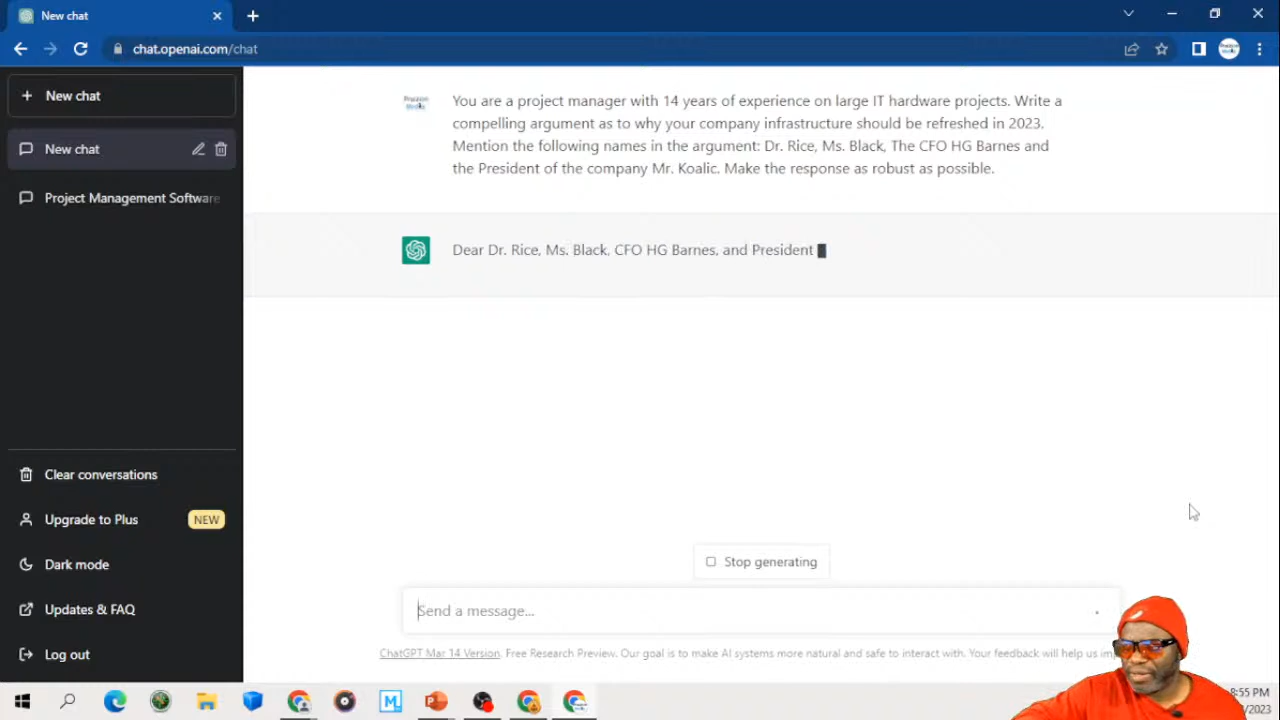 New chat
chat.openai.com/chat
New chat
New chat
Project Management Software
Clear conversations
Upgrade to Plus
NEW
Dark mode
Updates & FAQ
Log out
You are a project manager with 14 years of experience on large IT hardware projects. Write a
compelling argument as to why your company infrastructure should be refreshed in 2023.
Mention the following names in the argument: Dr. Rice, Ms. Black, The CFO HG Barnes and
the President of the company Mr. Koalic. Make the response as robust as possible.
Dear Dr. Rice, Ms. Black, CFO HG Barnes, and President
Stop generating
Send a message...
ChatGPT Mar 14 Version. Free Research Preview. Our goal is to make AI systems more natural and safe to interact with. Your feedback will help us
M
:55 PM
/2023